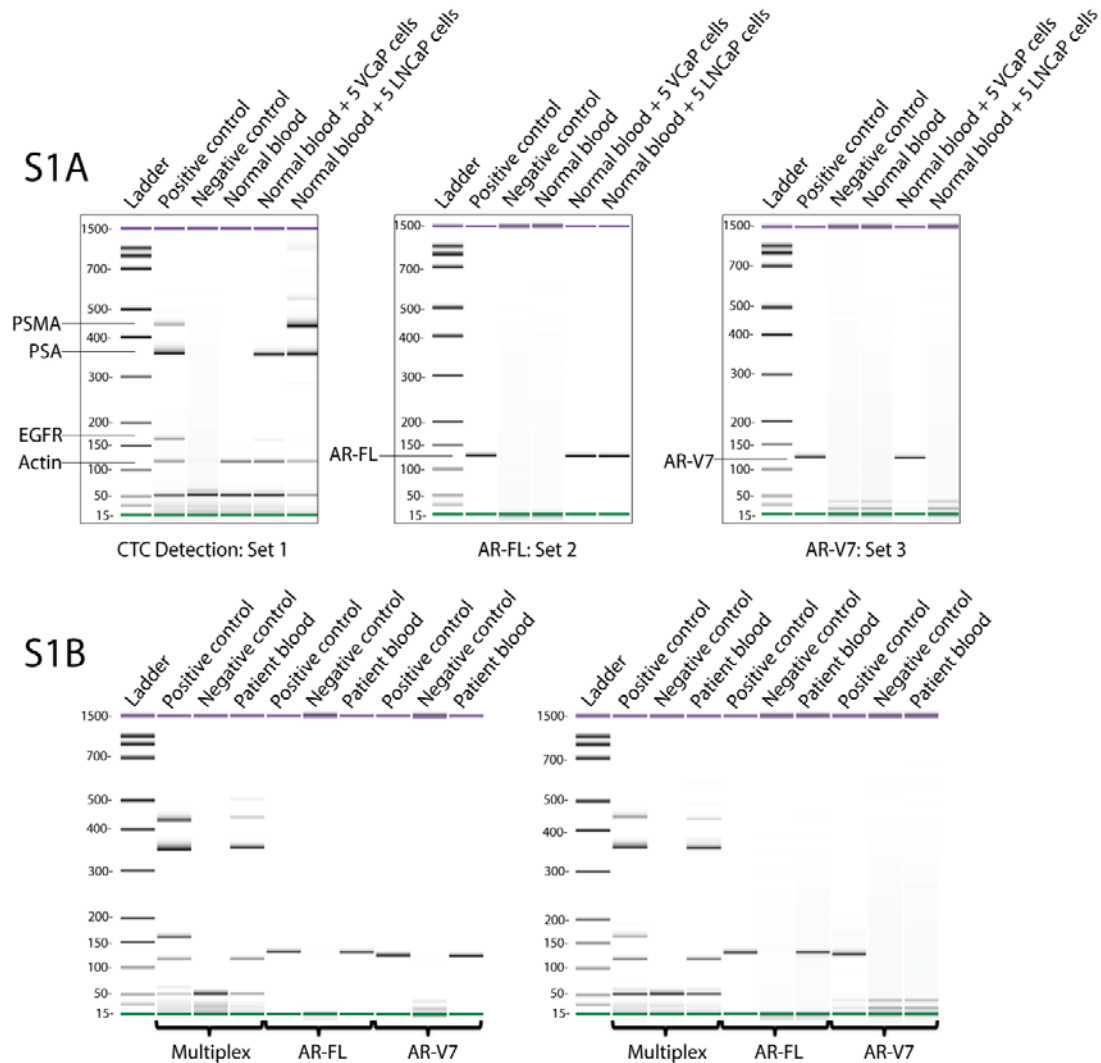 S1A
Ladder
Positive control
Negative control
Normal blood
Normal blood + 5 VCaP cells
Normal blood + 5 LNCaP cells
1500-
700-
500-
PSMA
400-
PSA
300-
200-
EGFR
150-
Actin
100-
50-
15-
CTC Detection: Set 1
Ladder
Positive control
Negative control
Normal blood
Normal blood + 5 VCaP cells
Normal blood + 5 LNCaP cells
1500-
700-
500-
400-
300-
200-
150-
AR-FL
100-
50-
15-
AR-FL: Set 2
Ladder
Positive control
Negative control
Normal blood
Normal blood + 5 VCaP cells
Normal blood + 5 LNCaP cells
1500-
700-
500-
400-
300-
200-
150-
AR-V7
100-
50-
15-
AR-V7: Set 3
S1B
Ladder
Positive control
Negative control
Patient blood
Positive control
Negative control
Patient blood
Positive control
Negative control
Patient blood
1500-
700-
500-
400-
300-
200-
150-
100-
50-
15-
Multiplex AR-FL AR-V7
Ladder
Positive control
Negative control
Patient blood
Positive control
Negative control
Patient blood
Positive control
Negative control
Patient blood
1500-
700-
500-
400-
300-
200-
150-
100-
50-
15-
Multiplex AR-FL AR-V7